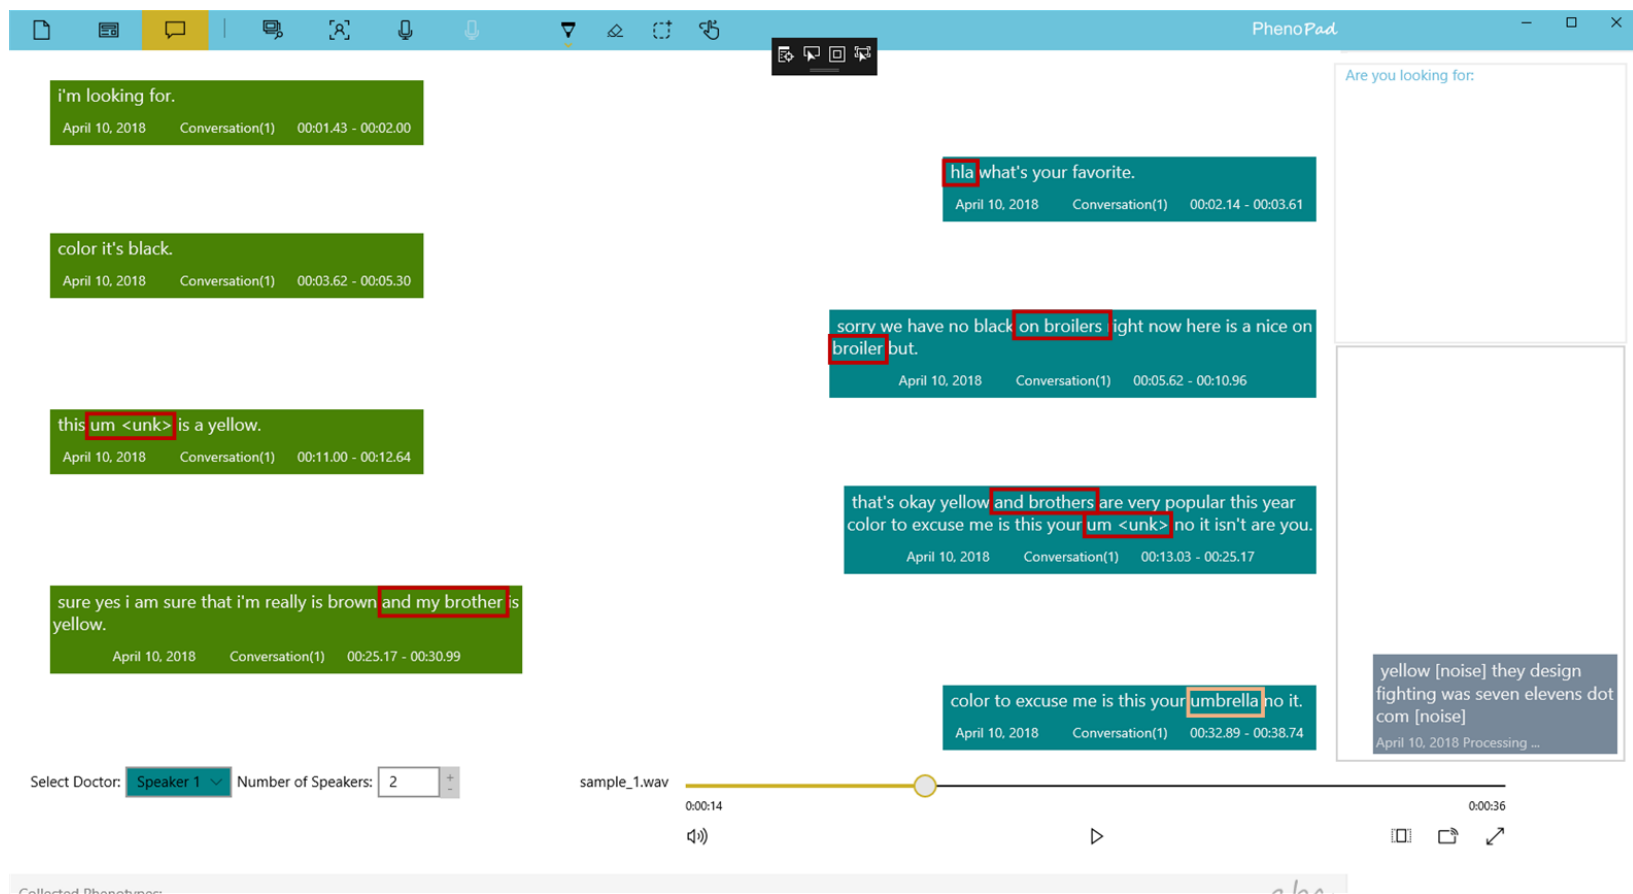 PhenoPad
Are you looking for:
i'm looking for.
April 10, 2018 Conversation(1) 00:01.43 - 00:02.00
hla what's your favorite.
April 10, 2018 Conversation(1) 00:02.14 - 00:03.61
color it's black.
April 10, 2018 Conversation(1) 00:03.62 - 00:05.30
sorry we have no black on broilers right now here is a nice on
broiler but.
April 10, 2018 Conversation(1) 00:05.62 - 00:10.96
this um <unk> is a yellow.
April 10, 2018 Conversation(1) 00:11.00 - 00:12.64
that's okay yellow and brothers are very popular this year
color to excuse me is this your um <unk> no it isn't are you.
April 10, 2018 Conversation(1) 00:13.03 - 00:25.17
sure yes i am sure that i'm really is brown and my brother is
yellow.
April 10, 2018 Conversation(1) 00:25.17 - 00:30.99
color to excuse me is this your umbrella no it.
April 10, 2018 Conversation(1) 00:32.89 - 00:38.74
yellow [noise] they design
fighting was seven elevens dot
com [noise]
April 10, 2018 Processing ...
Select Doctor: Speaker 1 Number of Speakers: 2 + -
sample_1.wav
0:00:14 0:00:36
Collected Phenotypes:
abc